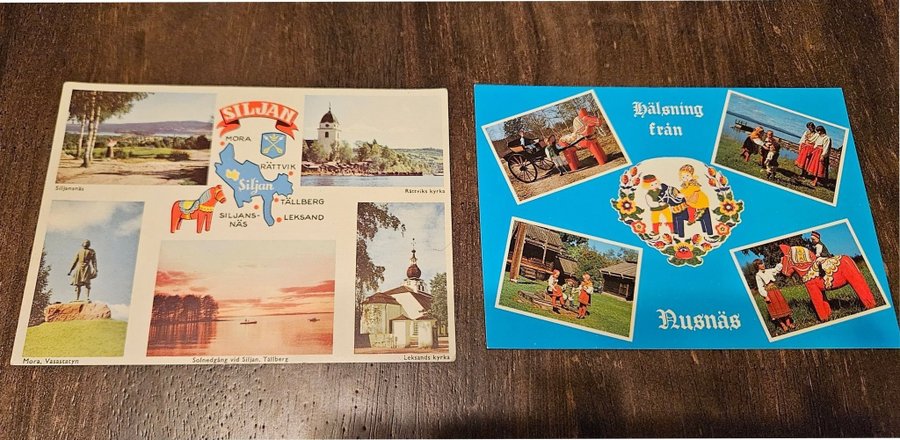 SILJAN
MORA
RÄTTVIK
Siljan
TÄLLBERG
SILJANS-
NÄS
LEKSAND
Siljansnäs
Rättviks kyrka
Mora, Vasastatyn
Solnedgång vid Siljan, Tällberg
Leksands kyrka
Hälsning
från
Nusnäs